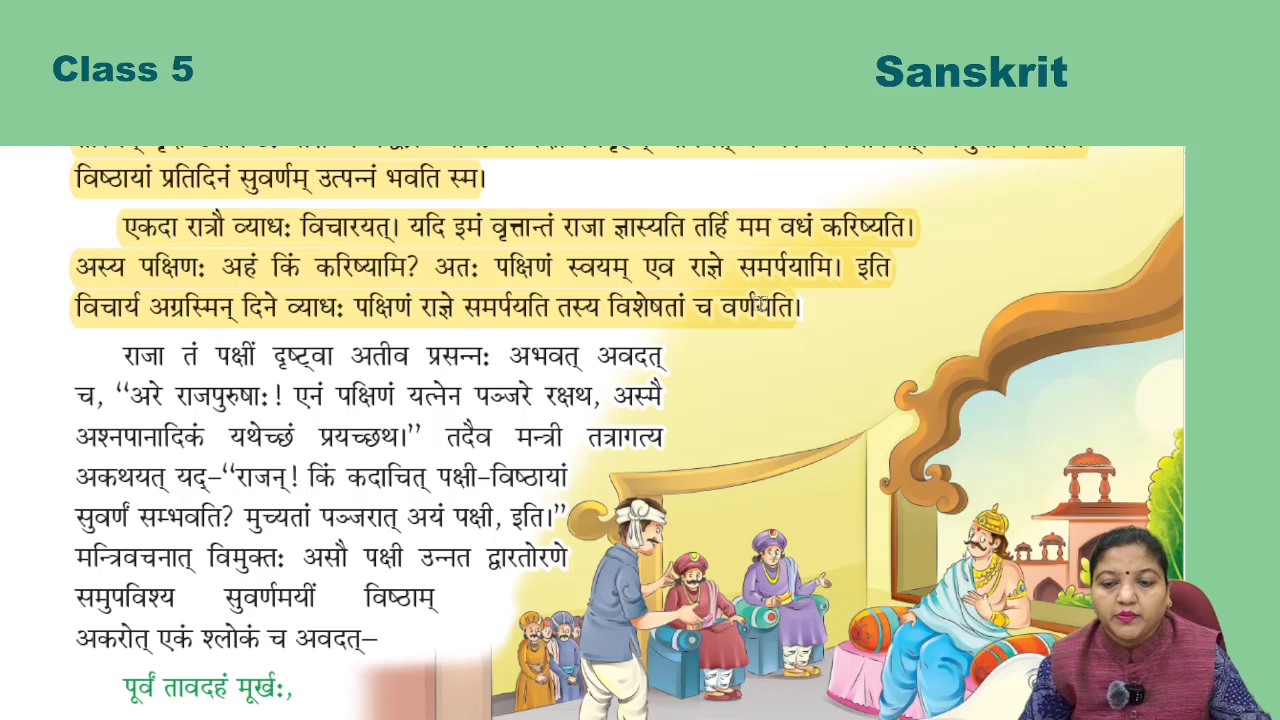 Class 5
Sanskrit
विष्ठायां प्रतिदिनं सुवर्णम् उत्पन्नं भवति स्म।
एकदा रात्रौ व्याधः विचारयत्। यदि इमं वृत्तान्तं राजा ज्ञास्यति तर्हि मम वधं करिष्यति।
अस्य पक्षिणः अहं किं करिष्यामि? अतः पक्षिणं स्वयम् एव राज्ञे समर्पयामि। इति
विचार्य अग्रस्मिन् दिने व्याधः पक्षिणं राज्ञे समर्पयति तस्य विशेषतां च वर्णयति।
राजा तं पक्षीं दृष्ट्वा अतीव प्रसन्नः अभवत् अवदत्
च, “अरे राजपुरुषाः! एनं पक्षिणं यत्नेन पञ्जरे रक्षथ, अस्मै
अश्नपानादिकं यथेच्छं प्रयच्छथ।” तदैव मन्त्री तत्रागत्य
अकथयत् यद्–“राजन्! किं कदाचित् पक्षी-विष्ठायां
सुवर्णं सम्भवति? मुच्यतां पञ्जरात् अयं पक्षी, इति।”
मन्त्रिवचनात् विमुक्तः असौ पक्षी उन्नत द्वारतोरणे
समुपविश्य सुवर्णमयीं विष्ठाम्
अकरोत् एकं श्लोकं च अवदत्–
पूर्वं तावदहं मूर्खः,